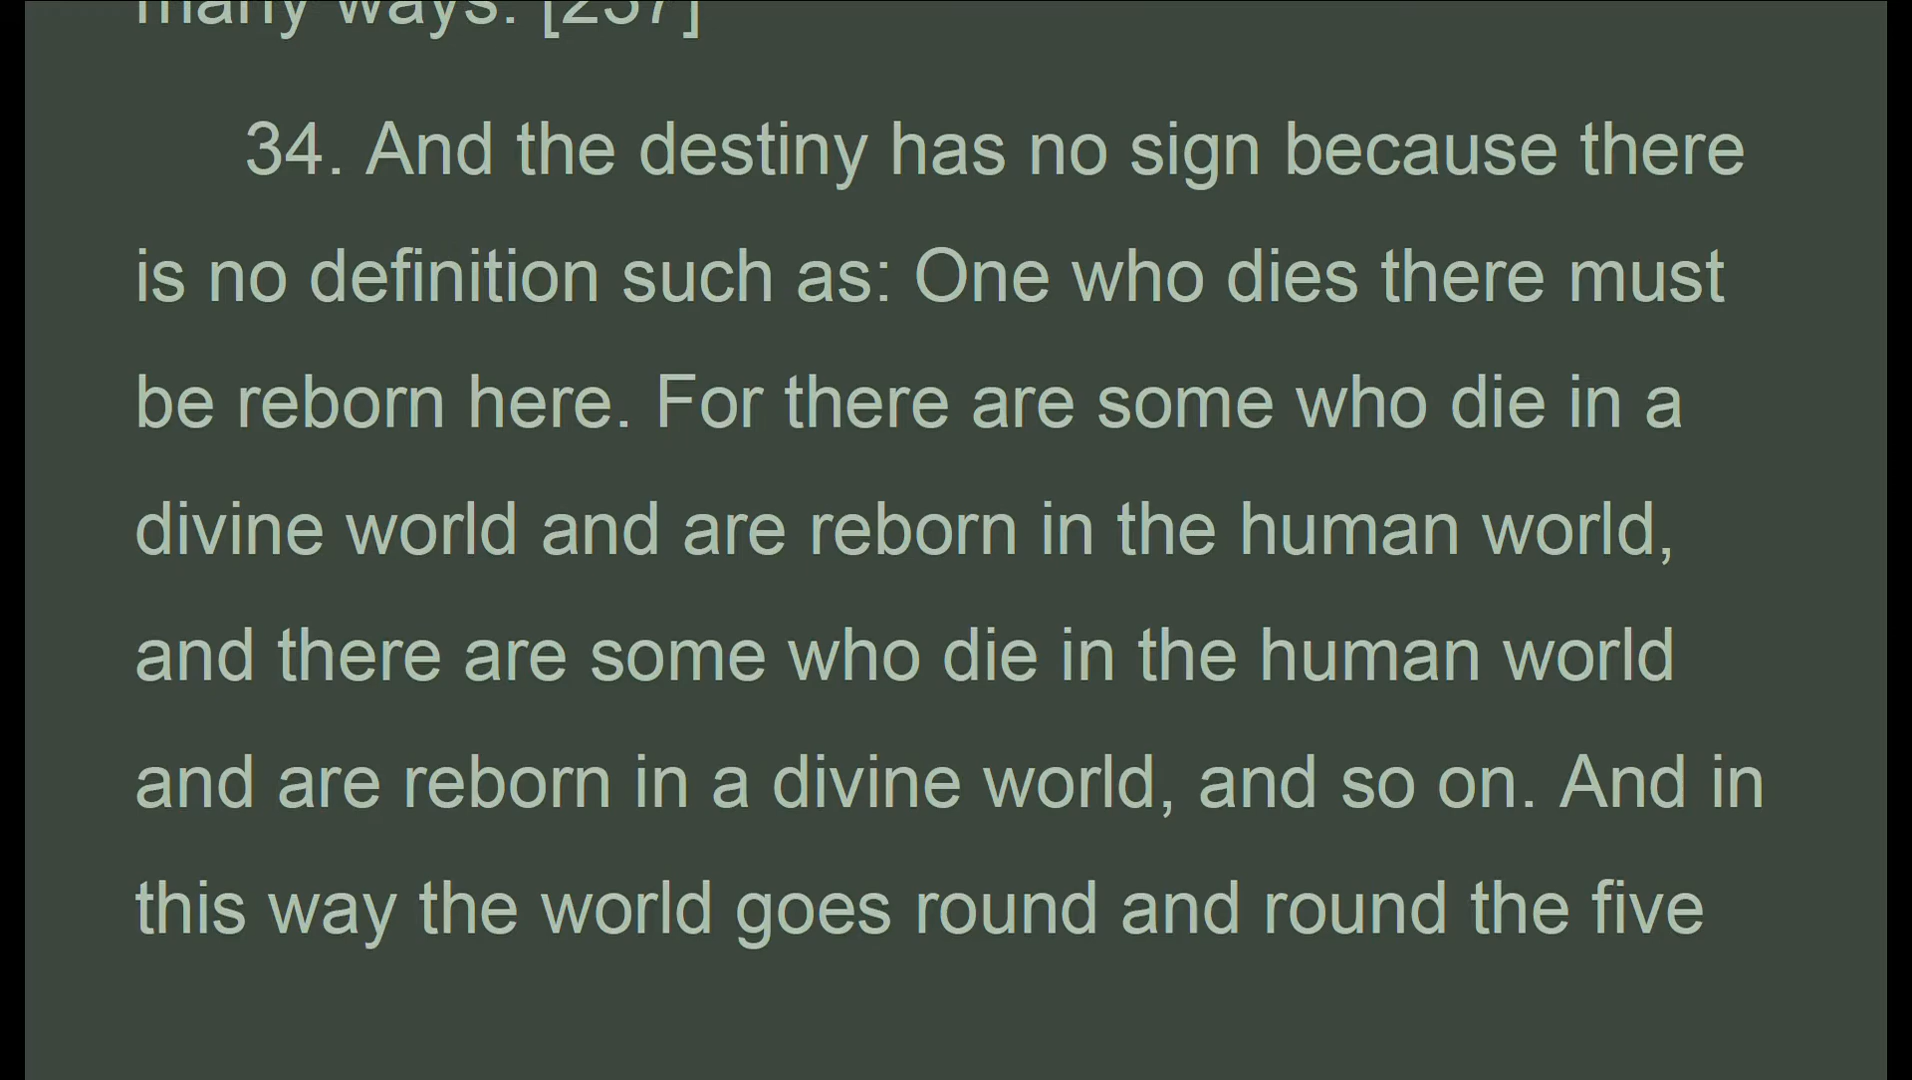 many ways. [237]
34. And the destiny has no sign because there
is no definition such as: One who dies there must
be reborn here. For there are some who die in a
divine world and are reborn in the human world,
and there are some who die in the human world
and are reborn in a divine world, and so on. And in
this way the world goes round and round the five